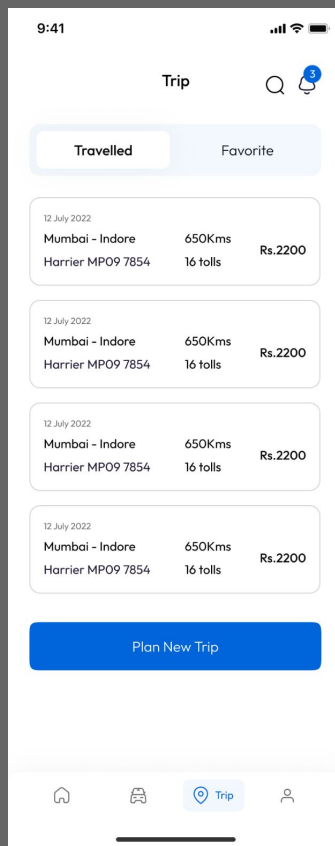 9:41
Trip
3
Travelled Favorite
12 July 2022
Mumbai - Indore 650Kms
Rs.2200
Harrier MP09 7854 16 tolls
12 July 2022
Mumbai - Indore 650Kms
Rs.2200
Harrier MP09 7854 16 tolls
12 July 2022
Mumbai - Indore 650Kms
Rs.2200
Harrier MP09 7854 16 tolls
12 July 2022
Mumbai - Indore 650Kms
Rs.2200
Harrier MP09 7854 16 tolls
Plan New Trip
Trip